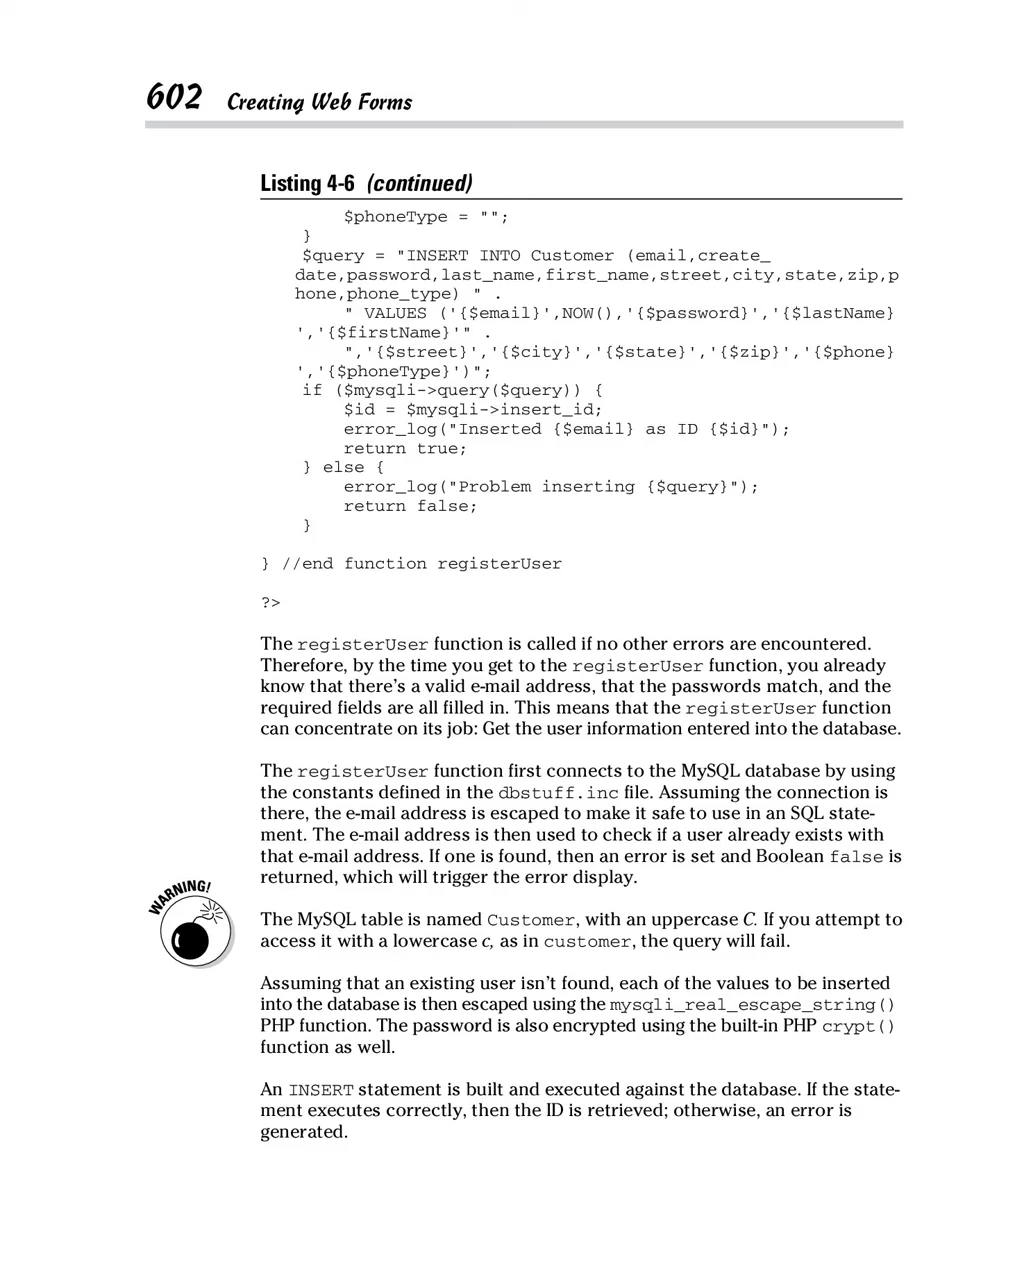 602 Creating Web Forms
Listing 4-6 (continued)
$phoneType = "";
}
$query = "INSERT INTO Customer (email,create_
date,password,last_name,first_name,street,city,state,zip,p
hone,phone_type) " .
" VALUES ('{$email}',NOW(),'{$password}','{$lastName}
','{$firstName}'" .
",'{$street}','{$city}','{$state}','{$zip}','{$phone}
','{$phoneType}')";
if ($mysqli->query($query)) {
$id = $mysqli->insert_id;
error_log("Inserted {$email} as ID {$id}");
return true;
} else {
error_log("Problem inserting {$query}");
return false;
}
} //end function registerUser
?>
The registerUser function is called if no other errors are encountered.
Therefore, by the time you get to the registerUser function, you already
know that there’s a valid e-mail address, that the passwords match, and the
required fields are all filled in. This means that the registerUser function
can concentrate on its job: Get the user information entered into the database.
The registerUser function first connects to the MySQL database by using
the constants defined in the dbstuff.inc file. Assuming the connection is
there, the e-mail address is escaped to make it safe to use in an SQL state-
ment. The e-mail address is then used to check if a user already exists with
that e-mail address. If one is found, then an error is set and Boolean false is
returned, which will trigger the error display.
WARNING!
The MySQL table is named Customer, with an uppercase C. If you attempt to
access it with a lowercase c, as in customer, the query will fail.
Assuming that an existing user isn’t found, each of the values to be inserted
into the database is then escaped using the mysqli_real_escape_string()
PHP function. The password is also encrypted using the built-in PHP crypt()
function as well.
An INSERT statement is built and executed against the database. If the state-
ment executes correctly, then the ID is retrieved; otherwise, an error is
generated.